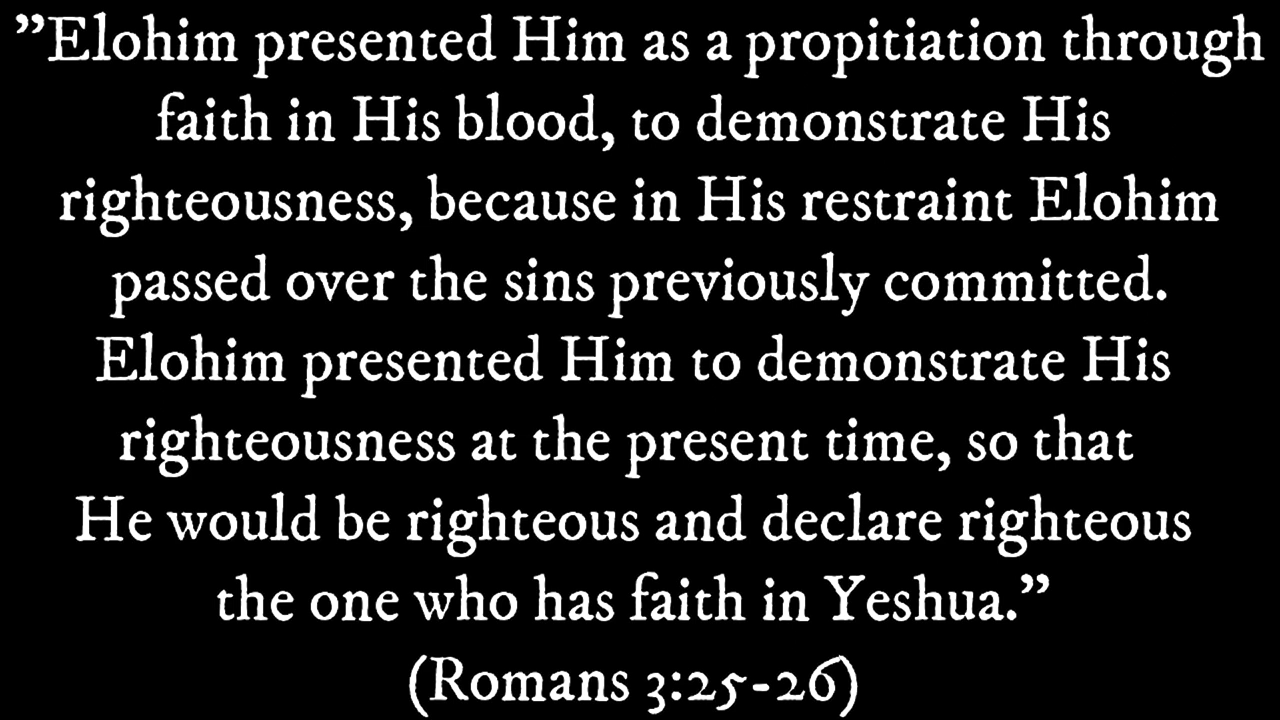 ”Elohim presented Him as a propitiation through
faith in His blood, to demonstrate His
righteousness, because in His restraint Elohim
passed over the sins previously committed.
Elohim presented Him to demonstrate His
righteousness at the present time, so that
He would be righteous and declare righteous
the one who has faith in Yeshua.”
(Romans 3:25-26)